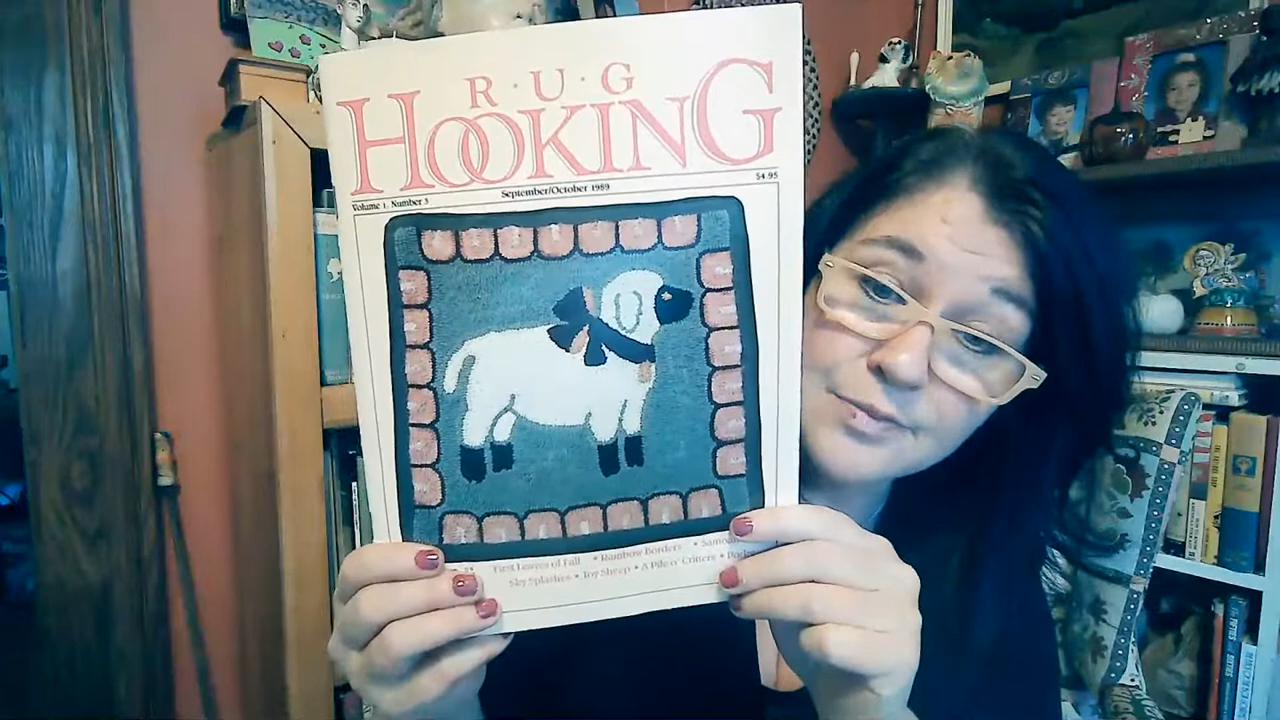 R·U·G
HOOKING
Volume 1, Number 3 September/October 1989 $4.95
First Leaves of Fall • Rainbow Borders •
Sky Splashes • Toy Sheep • A Pile o' Critters •